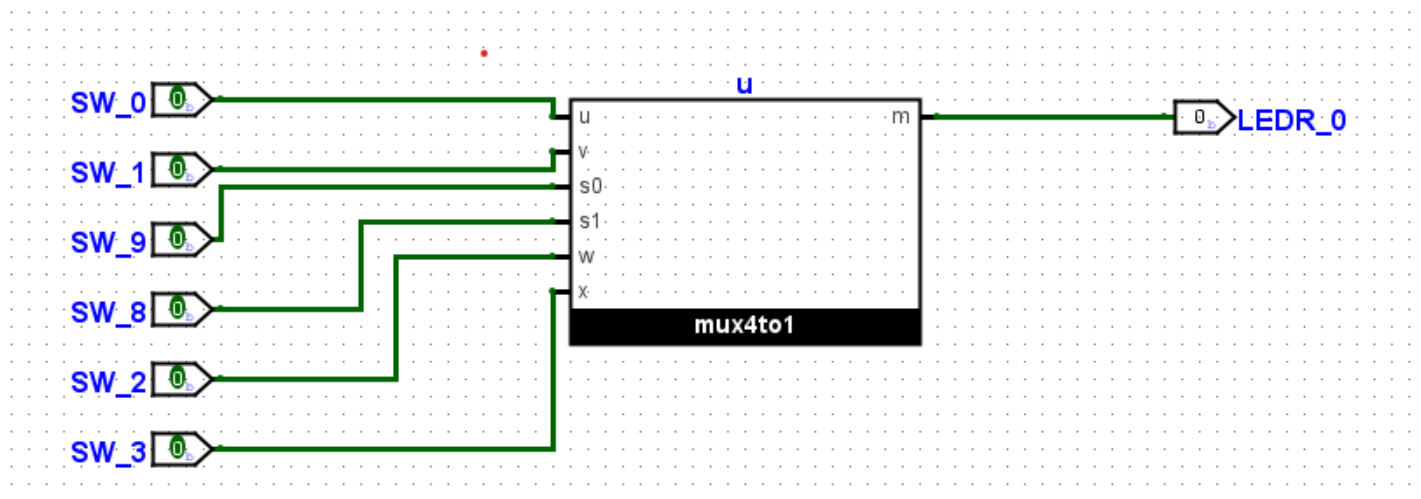 u
SW_0 0
u
m
0 LEDR_0
v
SW_1 0
s0
s1
SW_9 0
w
x
SW_8 0
mux4to1
SW_2 0
SW_3 0